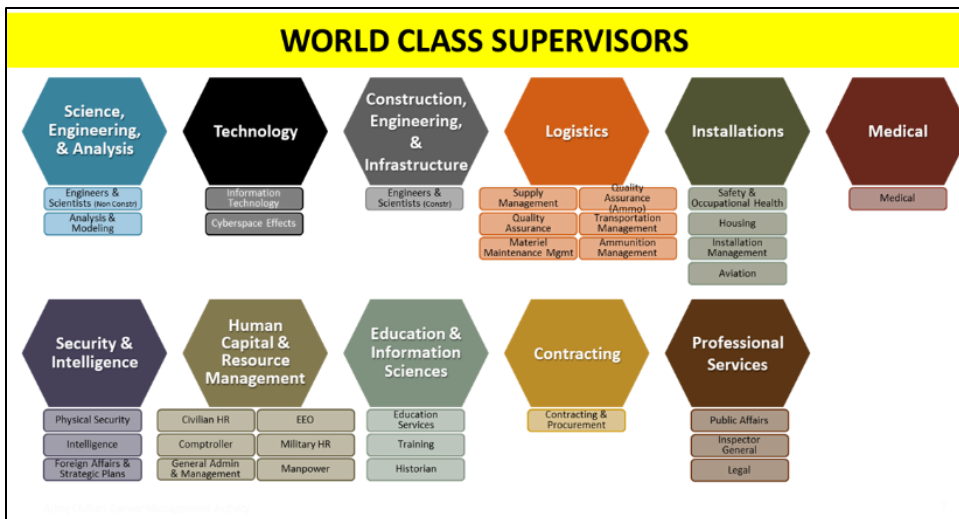 WORLD CLASS SUPERVISORS
Science,
Engineering,
& Analysis
Engineers &
Scientists (Non Constr)
Analysis &
Modeling
Technology
Information
Technology
Cyberspace Effects
Construction,
Engineering,
&
Infrastructure
Engineers &
Scientists (Constr)
Logistics
Supply
Management
Quality
Assurance
(Ammo)
Quality
Assurance
Transportation
Management
Materiel
Maintenance Mgmt
Ammunition
Management
Installations
Safety &
Occupational Health
Housing
Installation
Management
Aviation
Medical
Medical
Security &
Intelligence
Physical Security
Intelligence
Foreign Affairs &
Strategic Plans
Human
Capital &
Resource
Management
Civilian HR
EEO
Comptroller
Military HR
General Admin
& Management
Manpower
Education &
Information
Sciences
Education
Services
Training
Historian
Contracting
Contracting &
Procurement
Professional
Services
Public Affairs
Inspector
General
Legal